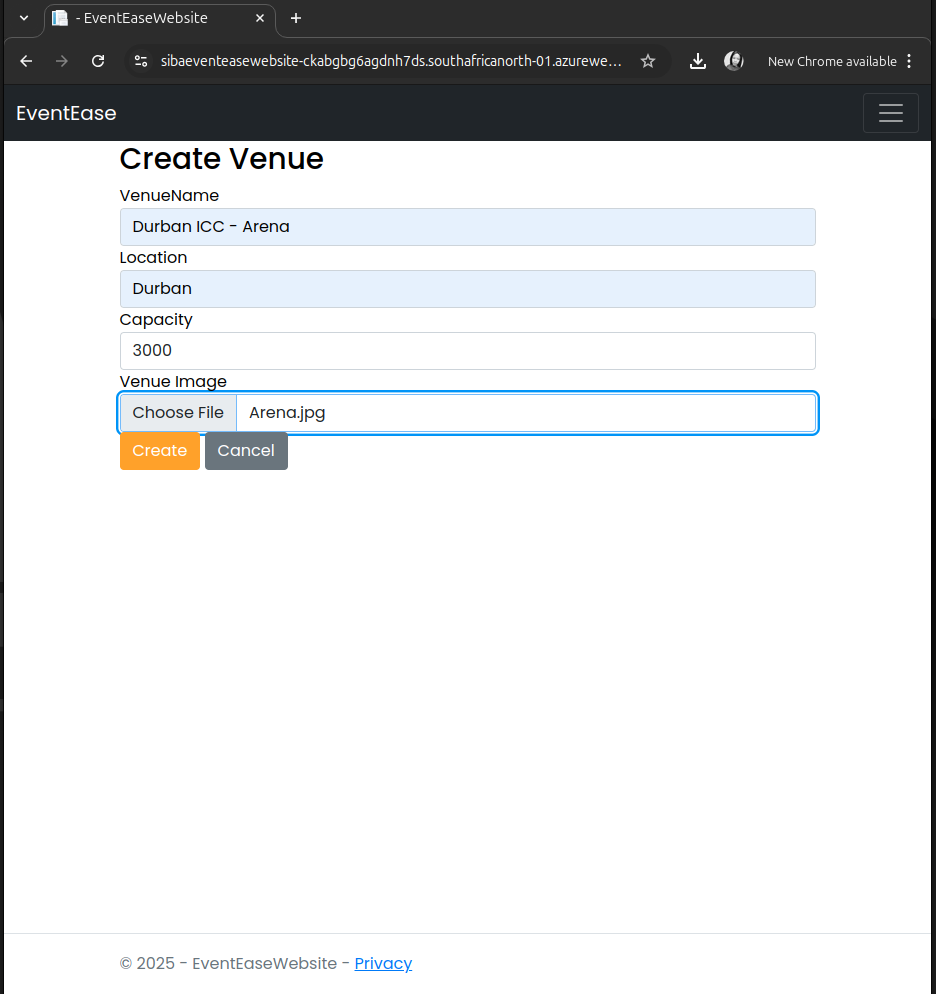 - EventEaseWebsite
sibaeventeasewebsite-ckabgbg6agdnh7ds.southafricanorth-01.azurewe...
New Chrome available
EventEase
Create Venue
VenueName
Durban ICC - Arena
Location
Durban
Capacity
3000
Venue Image
Choose File Arena.jpg
Create Cancel
© 2025 - EventEaseWebsite - Privacy